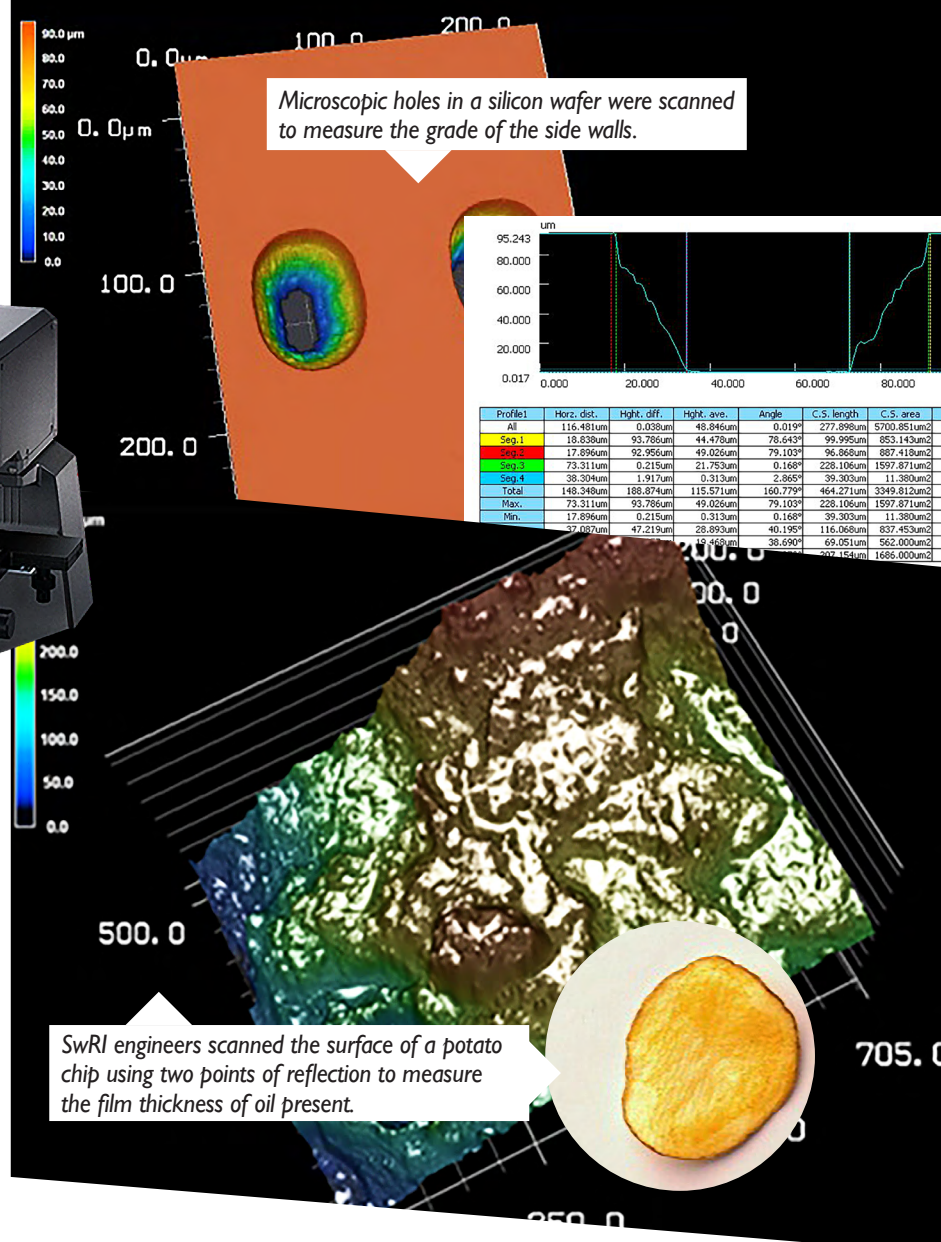 90.0 μm
80.0
70.0
60.0
50.0
40.0
30.0
20.0
10.0
0.0
100.0
200.0
0.0μm
100.0
200.0
Microscopic holes in a silicon wafer were scanned
to measure the grade of the side walls.
um
95.243
80.000
60.000
40.000
20.000
0.017
0.000 20.000 40.000 60.000 80.000
Profile1 Horz. dist. Hght. diff. Hght. ave. Angle C.S. length C.S. area
All 116.481um 0.038um 48.846um 0.019° 277.898um 5700.851um2
Seg.1 18.838um 93.786um 44.478um 78.643° 99.995um 853.143um2
Seg.2 17.896um 92.956um 49.026um 79.103° 96.868um 887.418um2
Seg.3 73.311um 0.215um 21.753um 0.168° 228.106um 1597.871um2
Seg.4 38.304um 1.917um 0.313um 2.865° 39.303um 11.380um2
Total 148.348um 188.874um 115.571um 160.779° 464.271um 3349.812um2
Max. 73.311um 93.786um 49.026um 79.103° 228.106um 1597.871um2
Min. 17.896um 0.215um 0.313um 0.168° 39.303um 11.380um2
37.087um 47.219um 28.893um 40.195° 116.068um 837.453um2
19.468um 38.690° 69.051um 562.000um2
207.154um 1686.000um2
μm
200.0
150.0
100.0
50.0
0.0
500.0
705.0
SwRI engineers scanned the surface of a potato
chip using two points of reflection to measure
the film thickness of oil present.